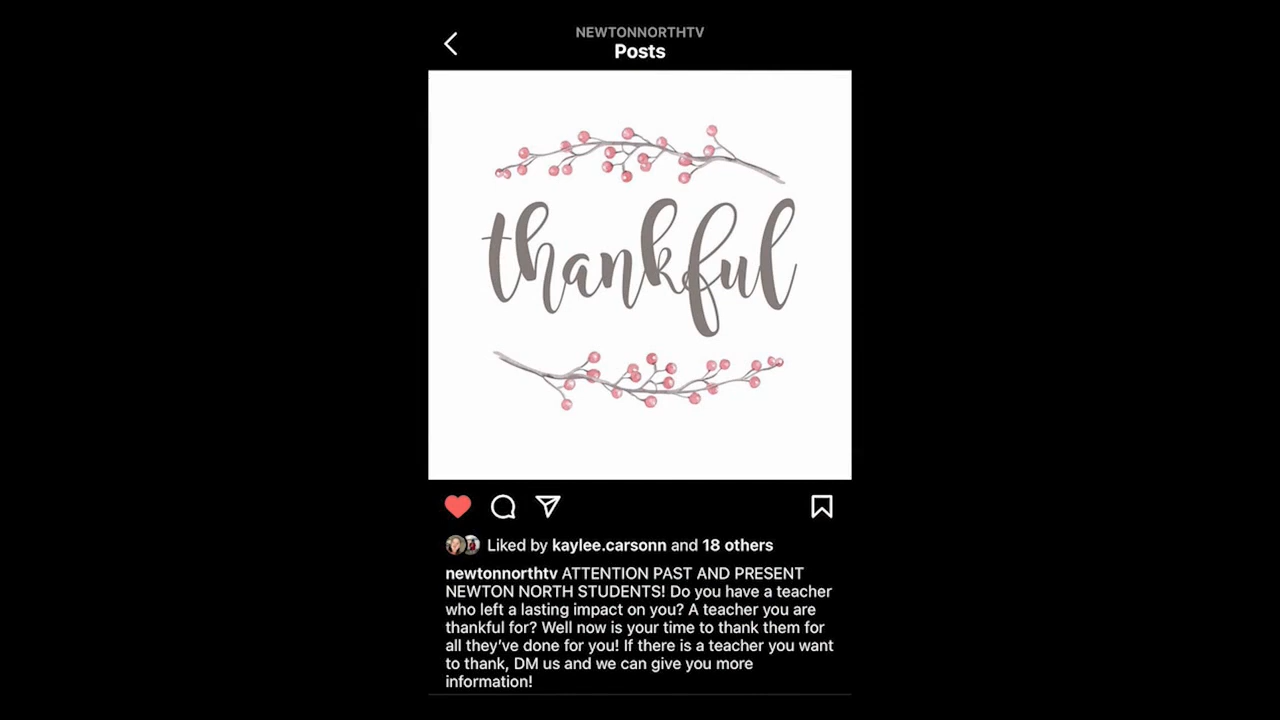 NEWTONNORTHTV
Posts
thankful
Liked by kaylee.carsonn and 18 others
newtonnorthtv ATTENTION PAST AND PRESENT
NEWTON NORTH STUDENTS! Do you have a teacher
who left a lasting impact on you? A teacher you are
thankful for? Well now is your time to thank them for
all they've done for you! If there is a teacher you want
to thank, DM us and we can give you more
information!